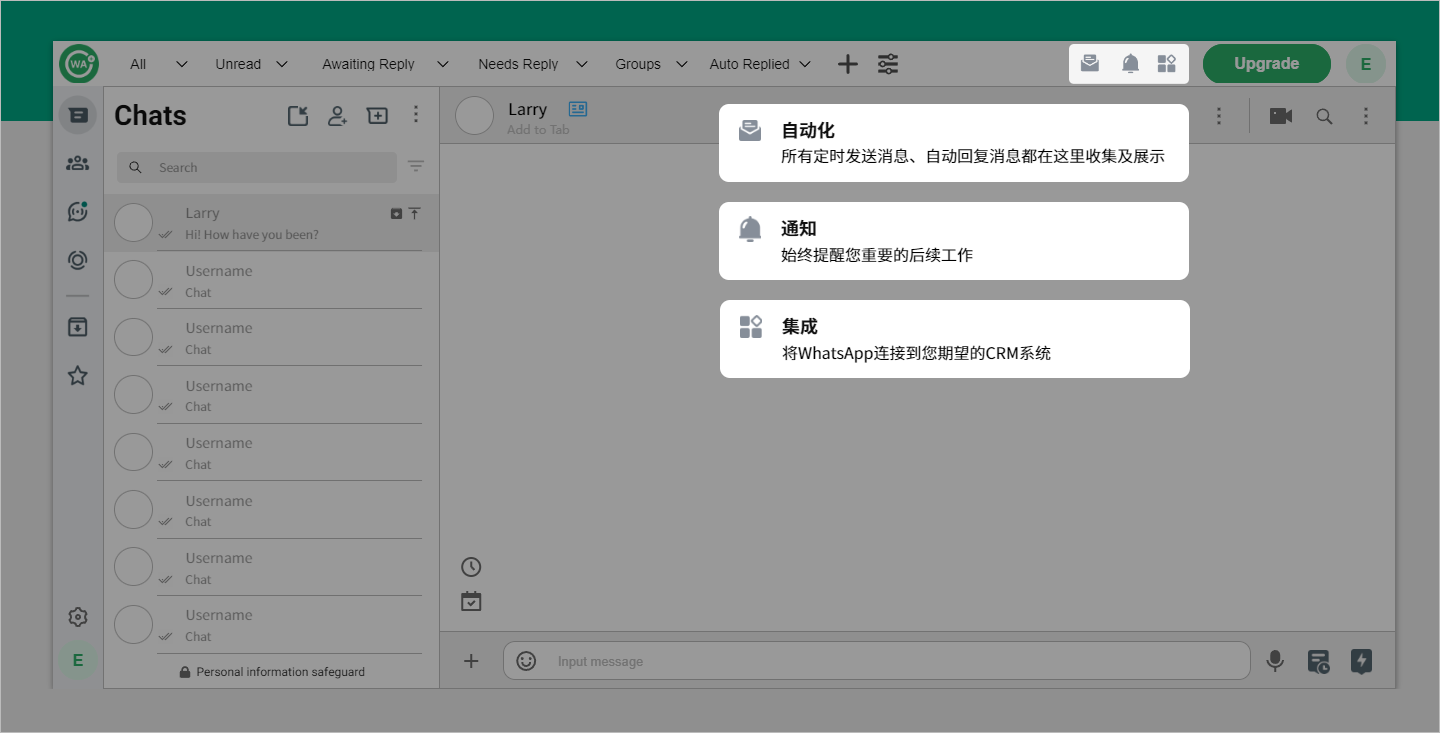 WA
All
Unread
Awaiting Reply
Needs Reply
Groups
Auto Replied
Upgrade
E
Chats
Search
Larry
Hi! How have you been?
Username
Chat
Username
Chat
Username
Chat
Username
Chat
Username
Chat
Username
Chat
Username
Chat
Personal information safeguard
E
Larry
Add to Tab
自动化
所有定时发送消息、自动回复消息都在这里收集及展示
通知
始终提醒您重要的后续工作
集成
将WhatsApp连接到您期望的CRM系统
Input message